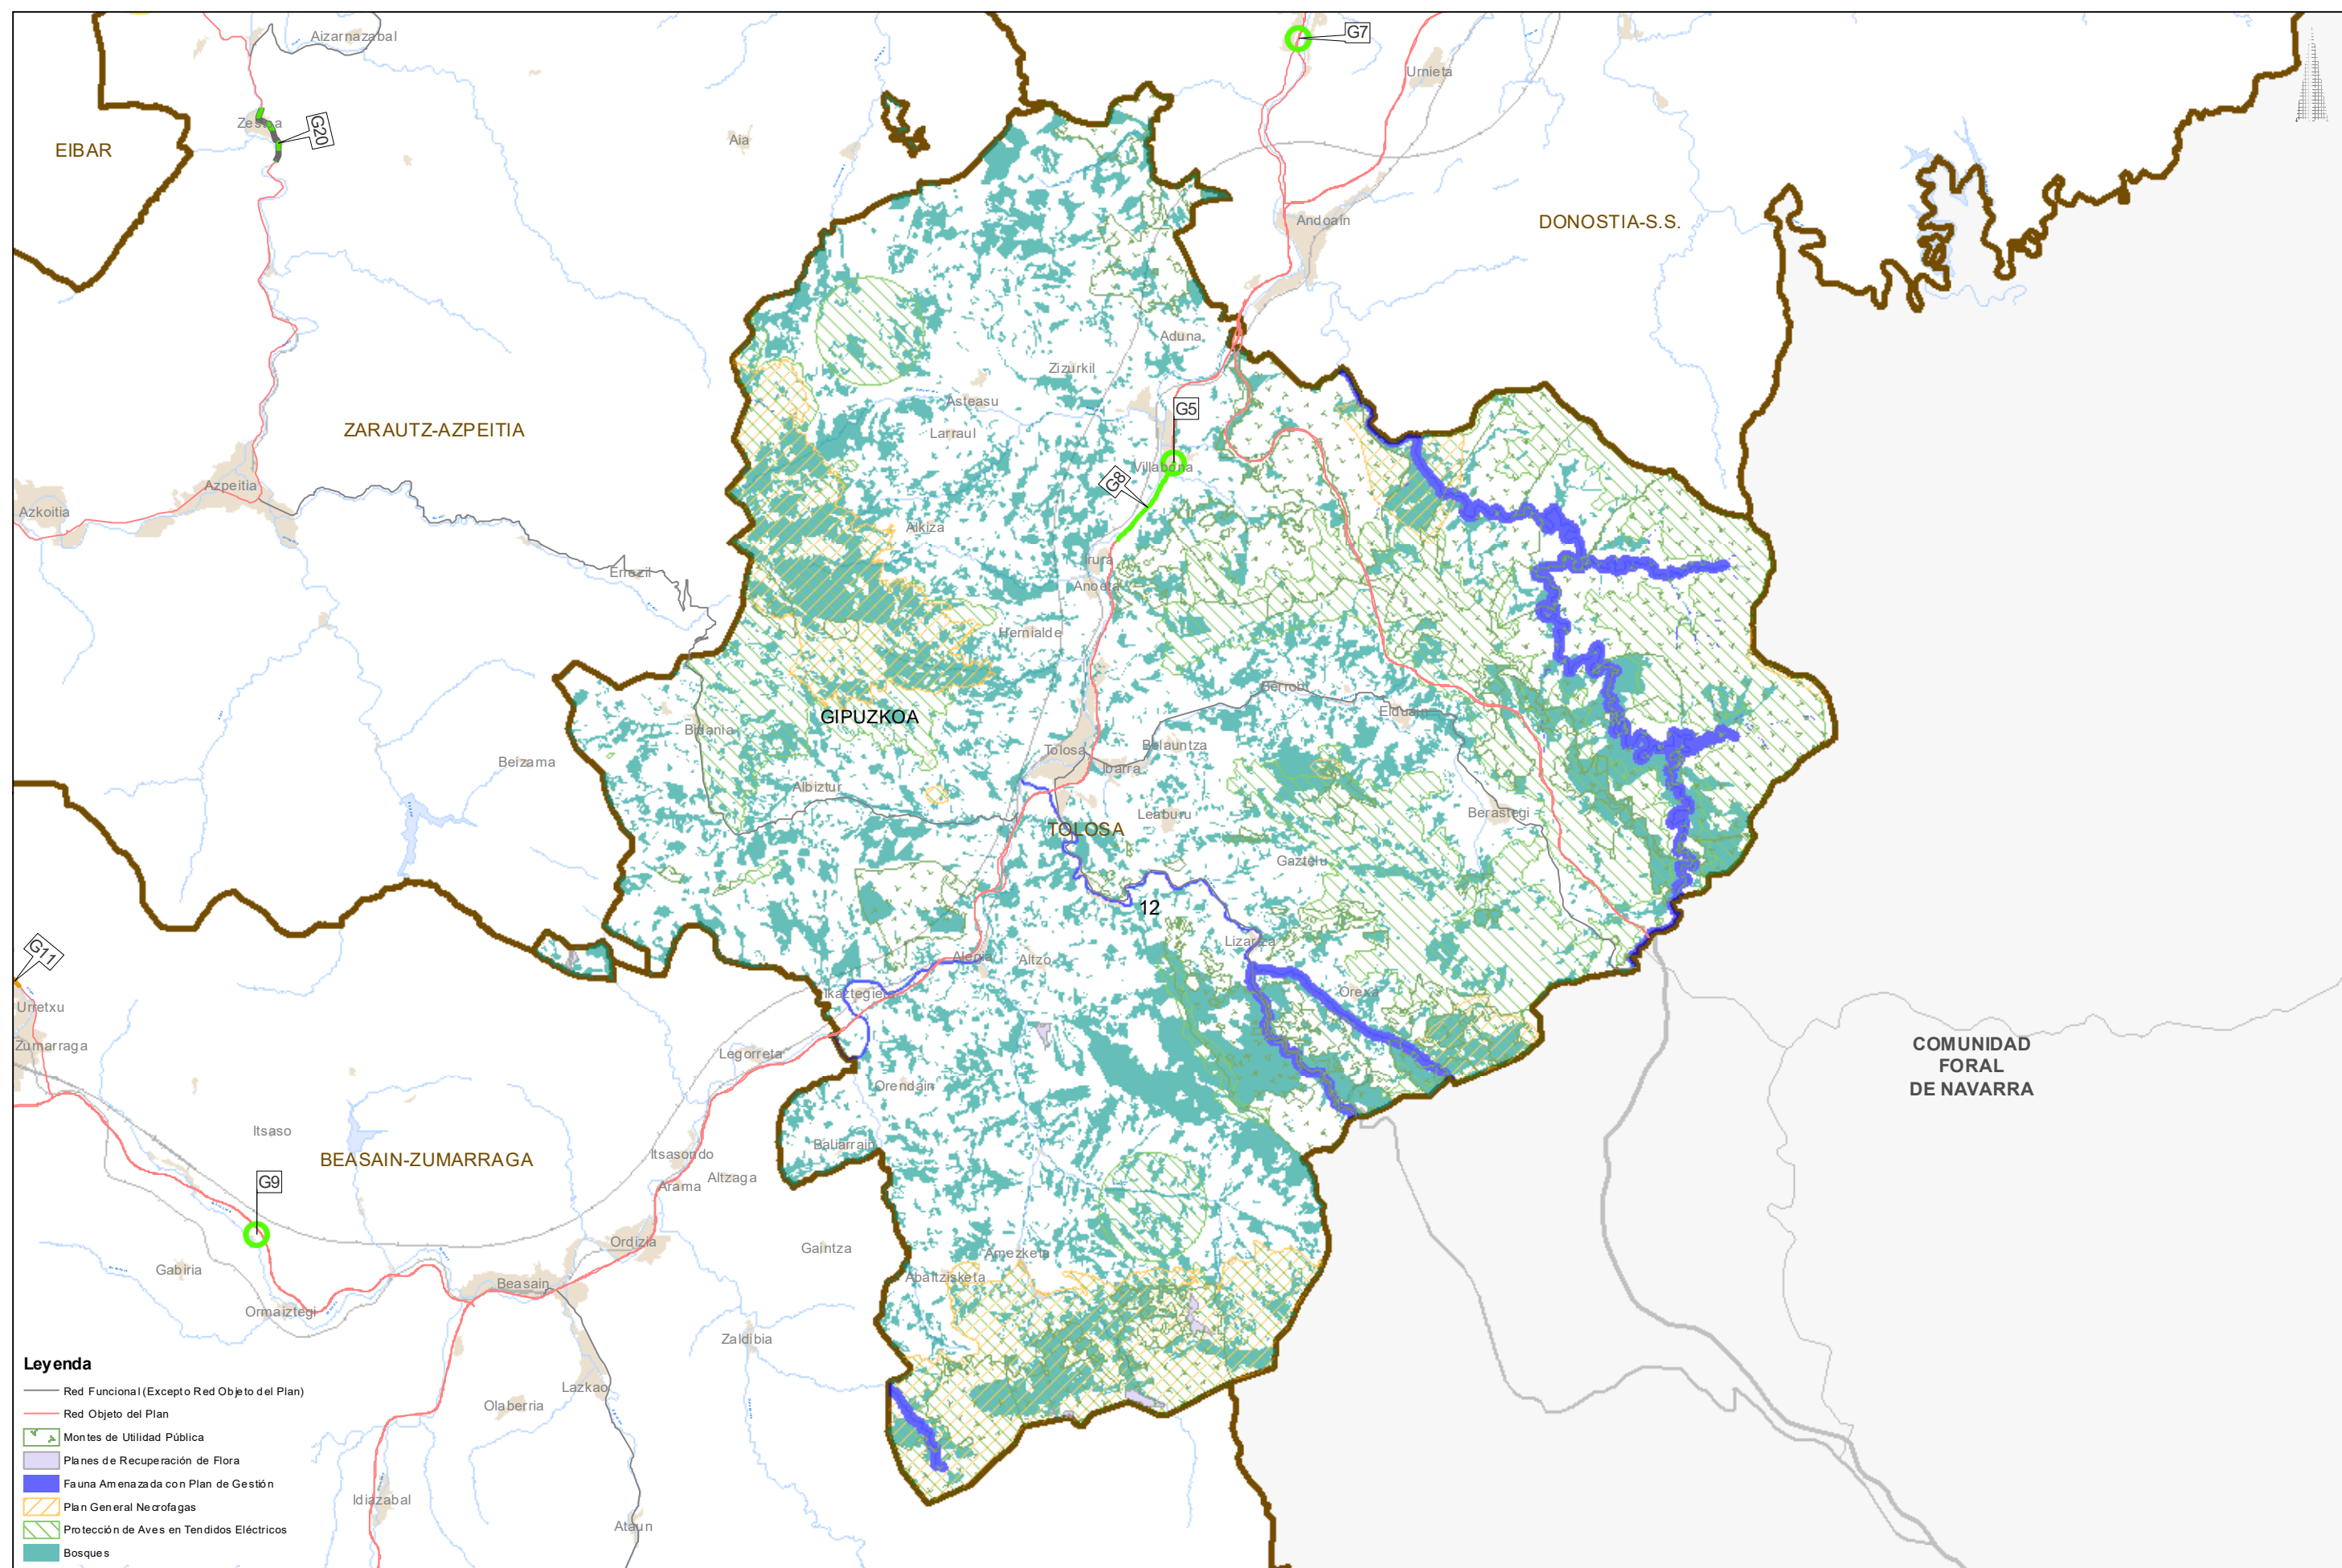 Aizarnazabal
G7
Urnieta
Zestoa
G20
EIBAR
Aia
DONOSTIA-S.S.
Andoain
Aduna
Zizurkil
Asteasu
G5
ZARAUTZ-AZPEITIA
Larraul
Villabona
G8
Azpeitia
Azkoitia
Alkiza
Irura
Errezil
Anoeta
Hernialde
Berrobi
Elduain
GIPUZKOA
Bidania
Tolosa
Belauntza
Beizama
Ibarra
Albiztur
Leaburu
Berastegi
TOLOSA
Gaztelu
12
Lizartza
G11
Alegia
Altzo
Ikaztegieta
Orexa
Urretxu
Zumarraga
Legorreta
COMUNIDAD
FORAL
DE NAVARRA
Orendain
Itsaso
Baliarrain
BEASAIN-ZUMARRAGA
Itsasondo
Altzaga
Arama
G9
Ordizia
Gaintza
Amezketa
Gabiria
Abaltzisketa
Beasain
Ormaiztegi
Zaldibia
Lazkao
Olaberria
Idiazabal
Ataun
Leyenda
Red Funcional (Excepto Red Objeto del Plan)
Red Objeto del Plan
Montes de Utilidad Pública
Planes de Recuperación de Flora
Fauna Amenazada con Plan de Gestión
Plan General Necrofagas
Protección de Aves en Tendidos Eléctricos
Bosques